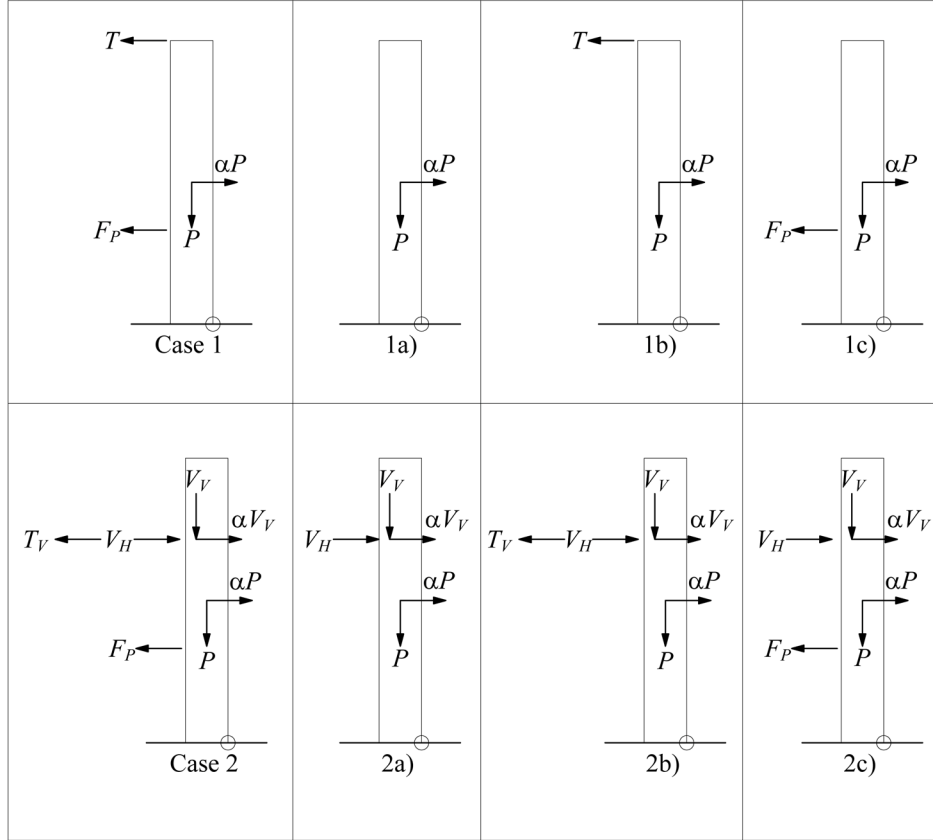 T
αP
F_P
P
Case 1
αP
P
1a)
T
αP
P
1b)
αP
F_P
P
1c)
V_V
αV_V
T_V
V_H
αP
F_P
P
Case 2
V_V
αV_V
V_H
αP
P
2a)
V_V
αV_V
T_V
V_H
αP
P
2b)
V_V
αV_V
V_H
αP
F_P
P
2c)